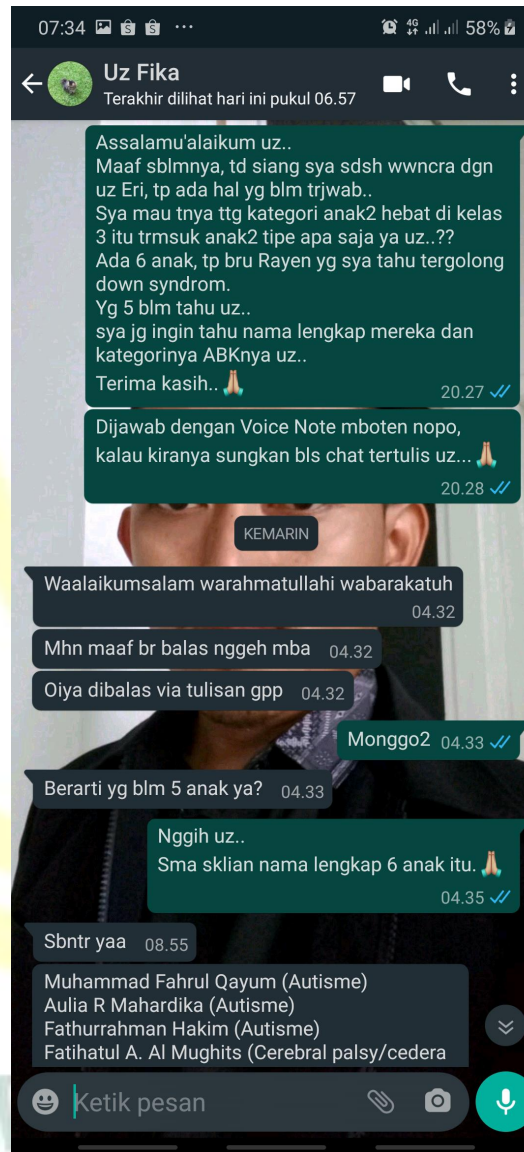 07:34 58%
Uz Fika
Terakhir dilihat hari ini pukul 06.57
Assalamu'alaikum uz..
Maaf sblmnya, td siang sya sdsh wwncra dgn
uz Eri, tp ada hal yg blm trjwab..
Sya mau tnya ttg kategori anak2 hebat di kelas
3 itu trmsuk anak2 tipe apa saja ya uz..??
Ada 6 anak, tp bru Rayen yg sya tahu tergolong
down syndrom.
Yg 5 blm tahu uz..
sya jg ingin tahu nama lengkap mereka dan
kategorinya ABKnya uz..
Terima kasih..🙏
20.27
Dijawab dengan Voice Note mboten nopo,
kalau kiranya sungkan bls chat tertulis uz...🙏
20.28
KEMARIN
Waalaikumsalam warahmatullahi wabarakatuh
04.32
Mhn maaf br balas nggeh mba 04.32
Oiya dibalas via tulisan gpp 04.32
Monggo2 04.33
Berarti yg blm 5 anak ya? 04.33
Nggih uz..
Sma sklian nama lengkap 6 anak itu.🙏
04.35
Sbntr yaa 08.55
Muhammad Fahrul Qayum (Autisme)
Aulia R Mahardika (Autisme)
Fathurrahman Hakim (Autisme)
Fatihatul A. Al Mughits (Cerebral palsy/cedera
Ketik pesan